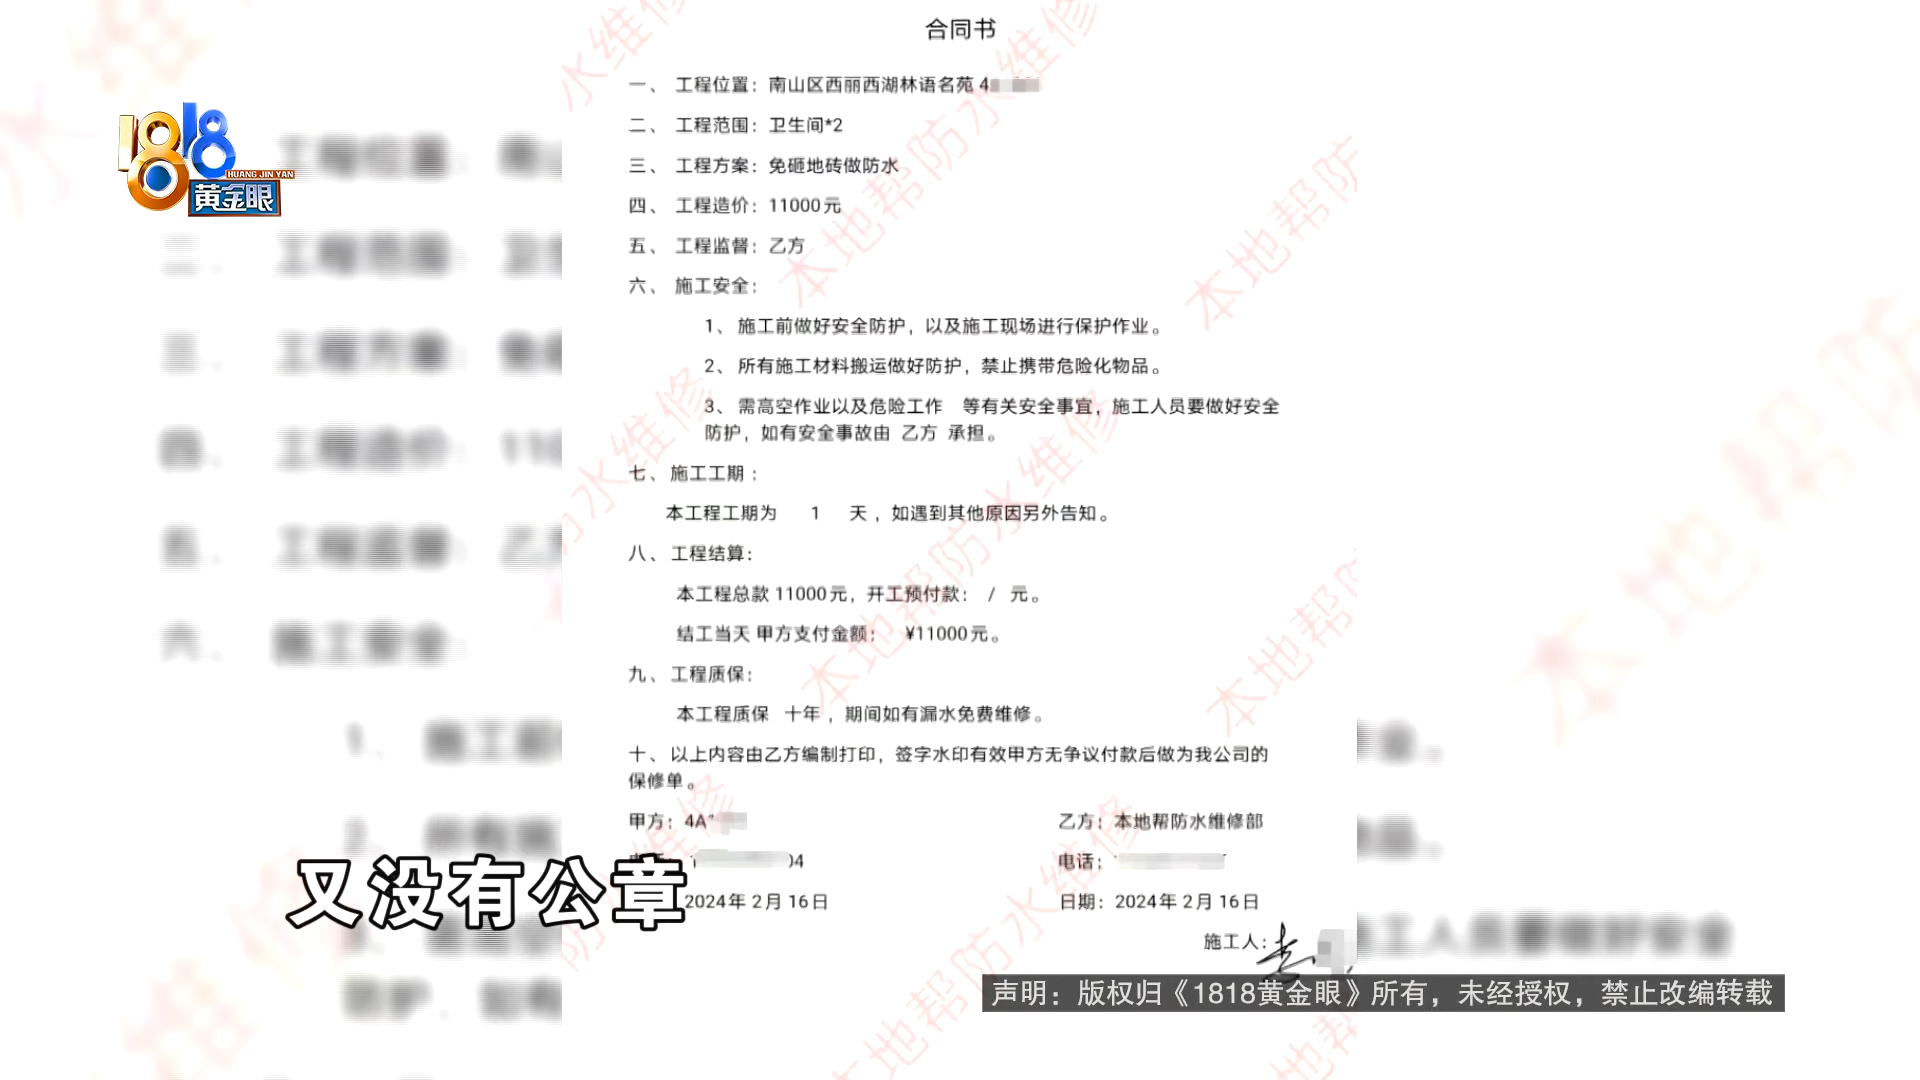 合同书
一、 工程位置：南山区西丽西湖林语名苑 4
二、 工程范围：卫生间*2
三、 工程方案：免砸地砖做防水
四、 工程造价：11000元
五、 工程监督：乙方
六、 施工安全：
1、 施工前做好安全防护，以及施工现场进行保护作业。
2、 所有施工材料搬运做好防护，禁止携带危险化物品。
3、 需高空作业以及危险工作 等有关安全事宜，施工人员要做好安全
防护，如有安全事故由 乙方 承担。
七、 施工工期：
本工程工期为 1 天，如遇到其他原因另外告知。
八、 工程结算：
本工程总款 11000元，开工预付款： / 元。
结工当天 甲方支付金额： ¥11000元。
九、 工程质保：
本工程质保 十年，期间如有漏水免费维修。
十、 以上内容由乙方编制打印，签字水印有效甲方无争议付款后做为我公司的
保修单。
甲方：4A 乙方：本地帮防水维修部
04 电话：
2024年 2月 16日 日期：2024年 2月 16日
施工人：李
1818
HUANG JIN YAN
黄金眼
又没有公章
声明：版权归《1818黄金眼》所有，未经授权，禁止改编转载
本地帮防水维修